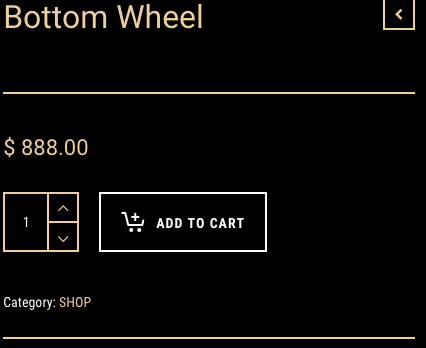 Bottom Wheel
$ 888.00
1
ADD TO CART
Category: SHOP